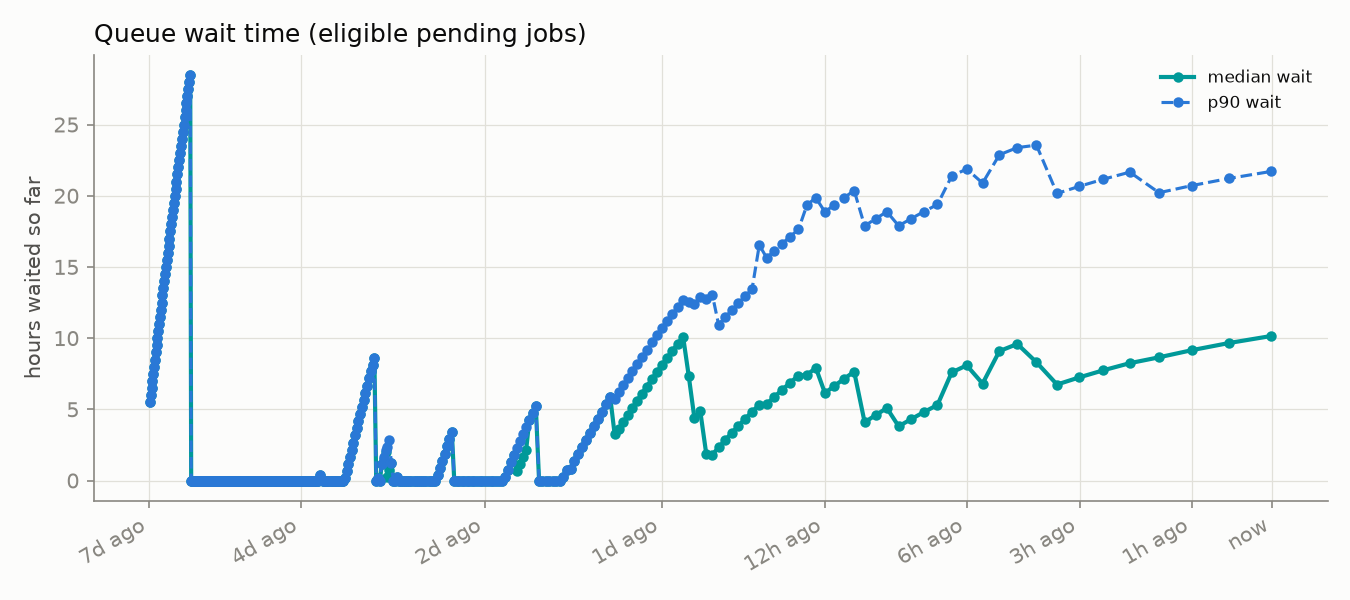 Queue wait time (eligible pending jobs)
median wait
p90 wait
hours waited so far
25
20
15
10
5
0
7d ago
4d ago
2d ago
1d ago
12h ago
6h ago
3h ago
1h ago
now